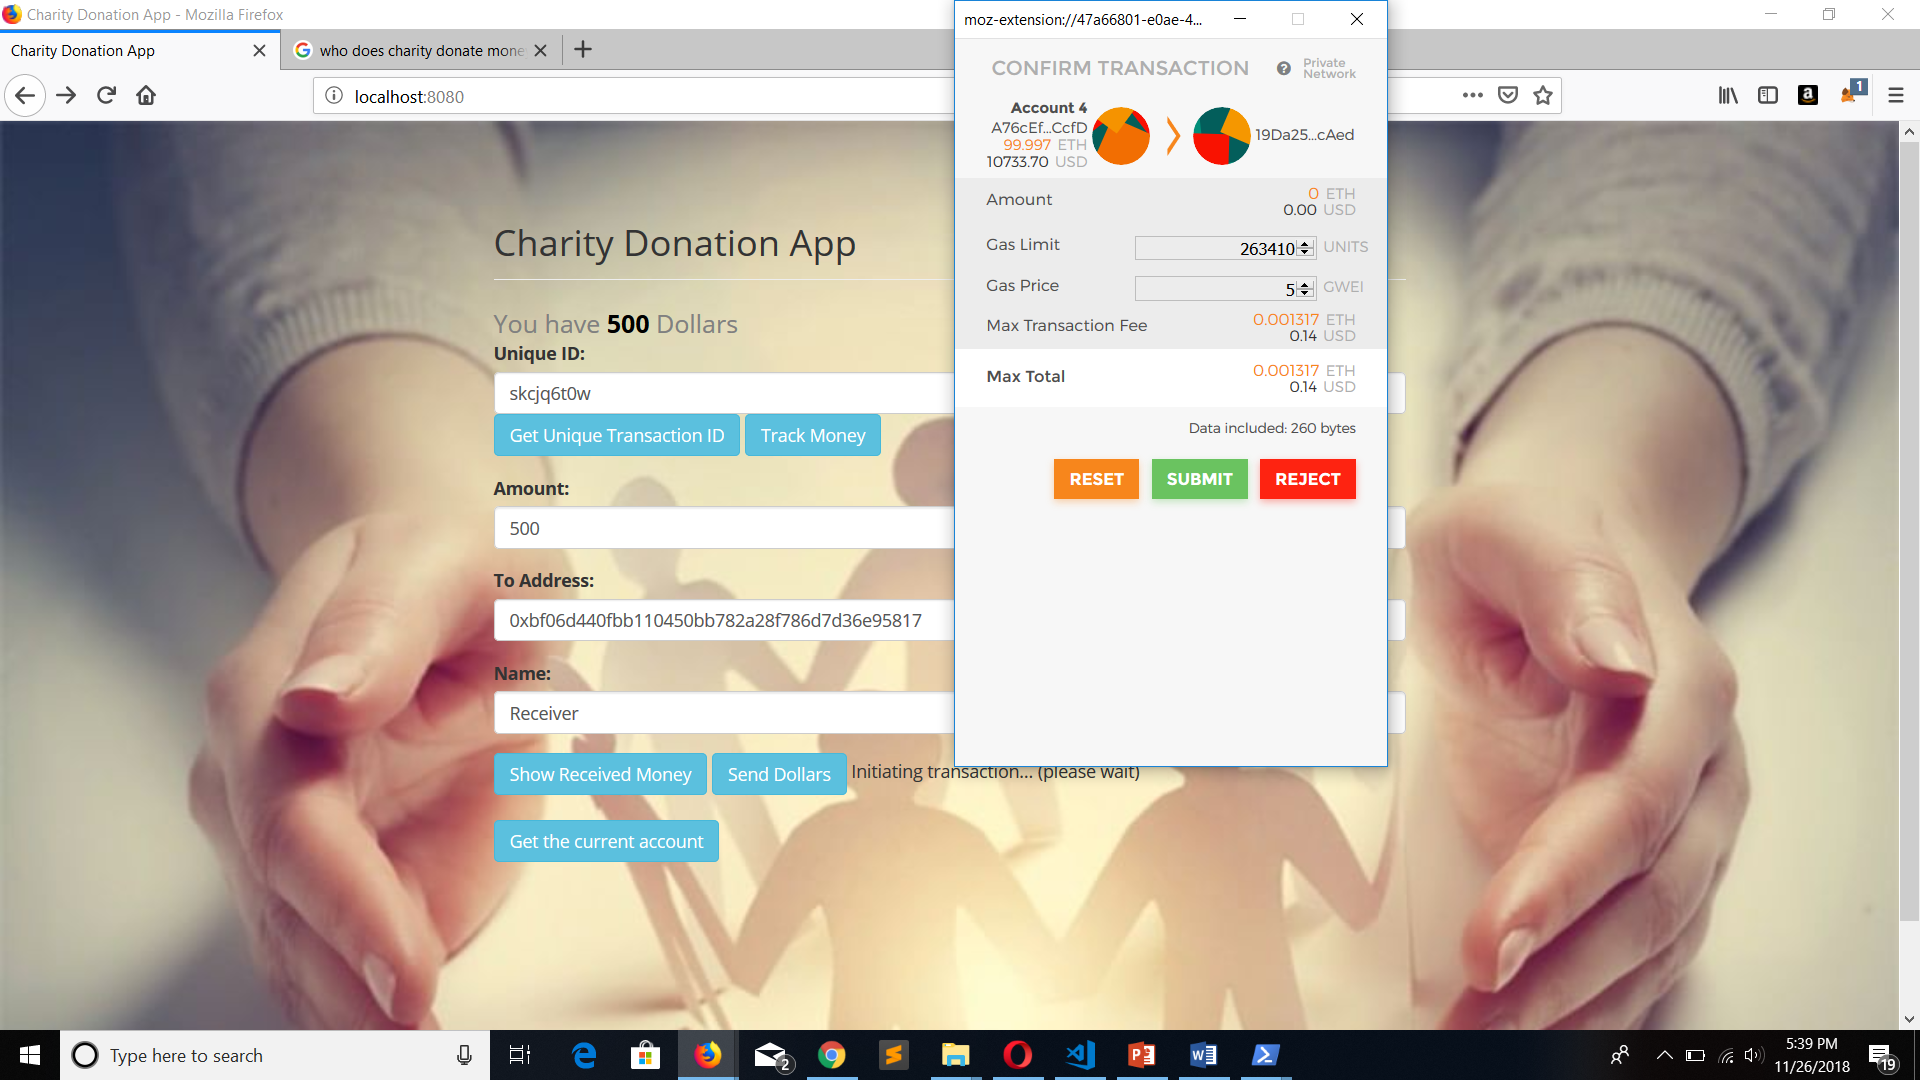 Charity Donation App - Mozilla Firefox
Charity Donation App
who does charity donate mone
localhost:8080
1
moz-extension://47a66801-e0ae-4...
CONFIRM TRANSACTION
Private
Network
Account 4
A76cEf...CcfD
99.997 ETH
10733.70 USD
19Da25...cAed
Amount
0 ETH
0.00 USD
Gas Limit
263410 UNITS
Gas Price
5 GWEI
Max Transaction Fee
0.001317 ETH
0.14 USD
Max Total
0.001317 ETH
0.14 USD
Data included: 260 bytes
RESET SUBMIT REJECT
Charity Donation App
You have 500 Dollars
Unique ID:
skcjq6t0w
Get Unique Transaction ID Track Money
Amount:
500
To Address:
0xbf06d440fbb110450bb782a28f786d7d36e95817
Name:
Receiver
Show Received Money Send Dollars Initiating transaction... (please wait)
Get the current account
Type here to search
2
5:39 PM
11/26/2018
19